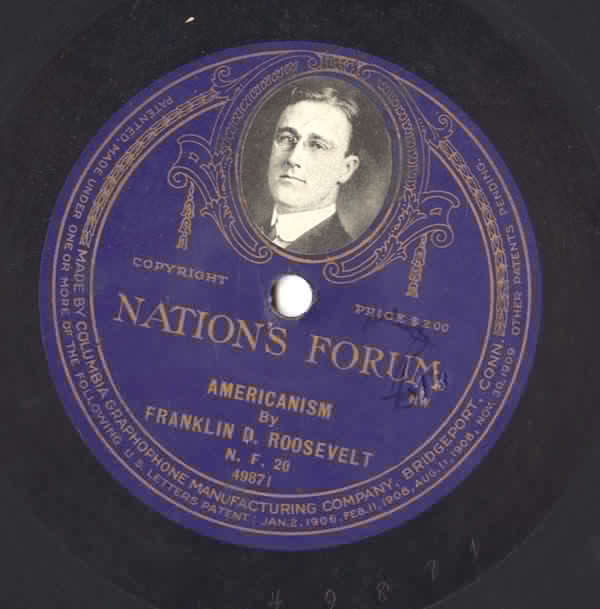 COPYRIGHT
PRICE $2.00
NATION'S FORUM
AMERICANISM
By
FRANKLIN D. ROOSEVELT
N. F. 20
49871
MADE BY COLUMBIA GRAPHOPHONE MANUFACTURING COMPANY, BRIDGEPORT, CONN.
PATENTED. MADE UNDER ONE OR MORE OF THE FOLLOWING U.S. LETTERS PATENT: JAN. 2, 1906, FEB. 11, 1908, AUG. 11, 1908, NOV. 30, 1909 OTHER PATENTS PENDING.